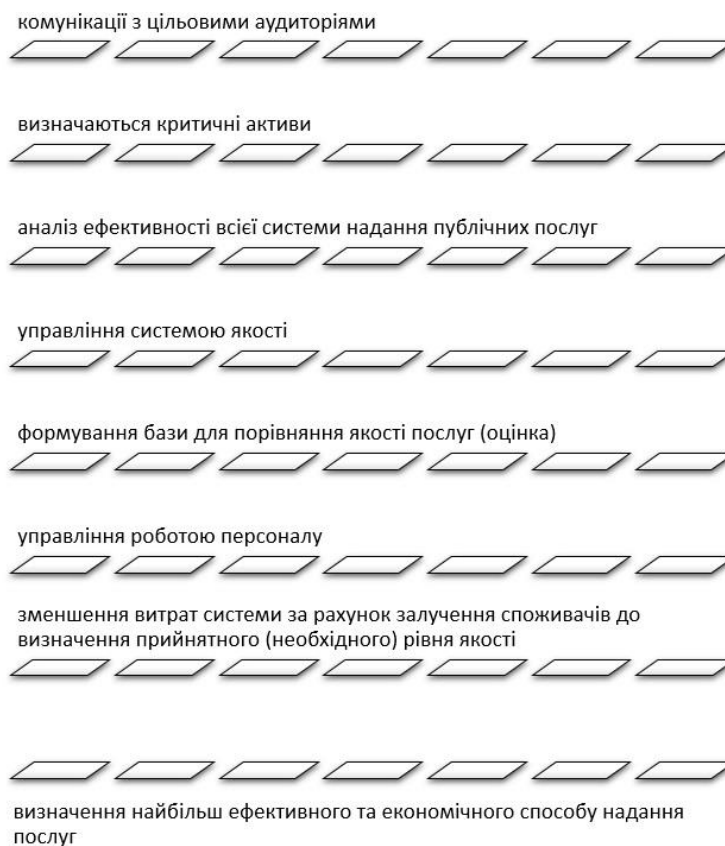 комунікації з цільовими аудиторіями
визначаються критичні активи
аналіз ефективності всієї системи надання публічних послуг
управління системою якості
формування бази для порівняння якості послуг (оцінка)
управління роботою персоналу
зменшення витрат системи за рахунок залучення споживачів до
визначення прийнятного (необхідного) рівня якості
визначення найбільш ефективного та економічного способу надання
послуг